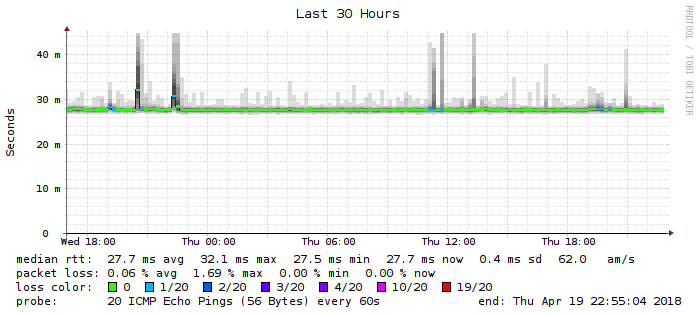 Last 30 Hours
RRDTOOL / TOBI OETIKER
Seconds
40 m
30 m
20 m
10 m
0
Wed 18:00 Thu 00:00 Thu 06:00 Thu 12:00 Thu 18:00
median rtt: 27.7 ms avg 32.1 ms max 27.5 ms min 27.7 ms now 0.4 ms sd 62.0 am/s
packet loss: 0.06 % avg 1.69 % max 0.00 % min 0.00 % now
loss color: 0 1/20 2/20 3/20 4/20 10/20 19/20
probe: 20 ICMP Echo Pings (56 Bytes) every 60s end: Thu Apr 19 22:55:04 2018